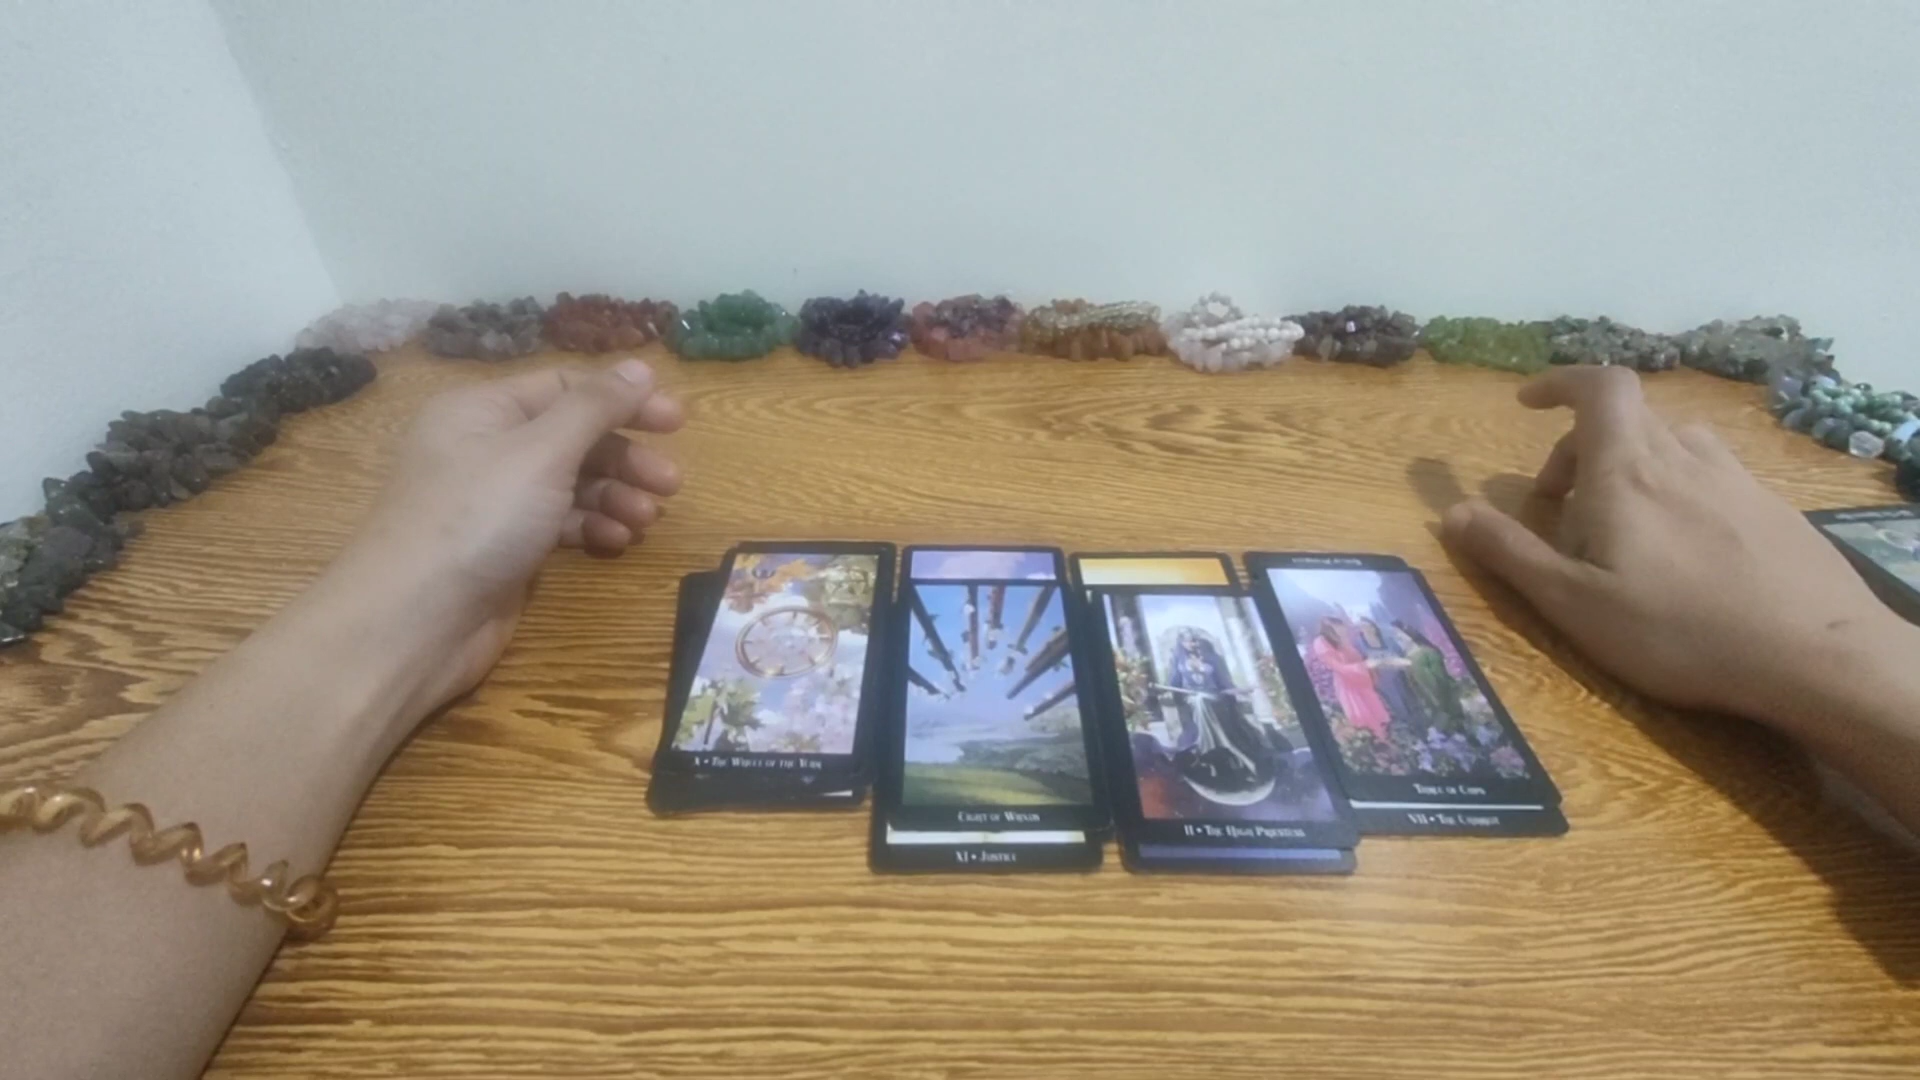 X • The Wheel of the Year
Eight of Wands
XI • Justice
II • The High Priestess
Three of Cups
VII • The Chariot